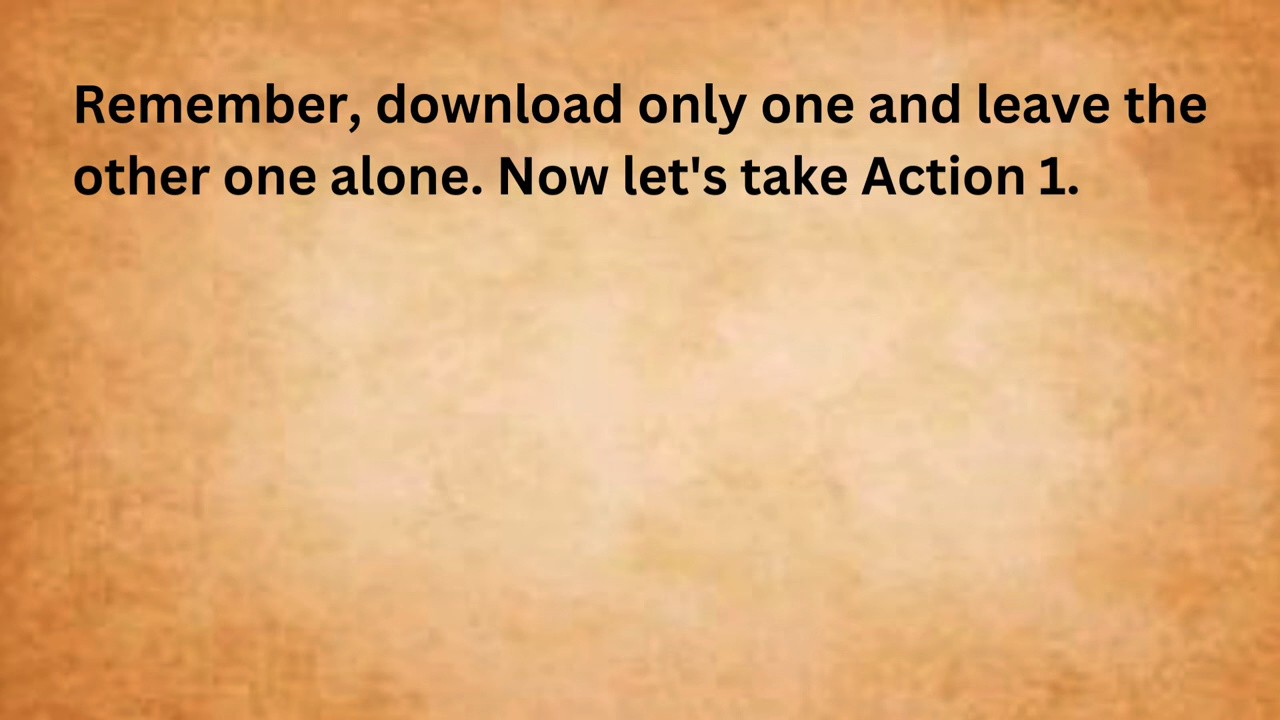 Remember, download only one and leave the
other one alone. Now let's take Action 1.